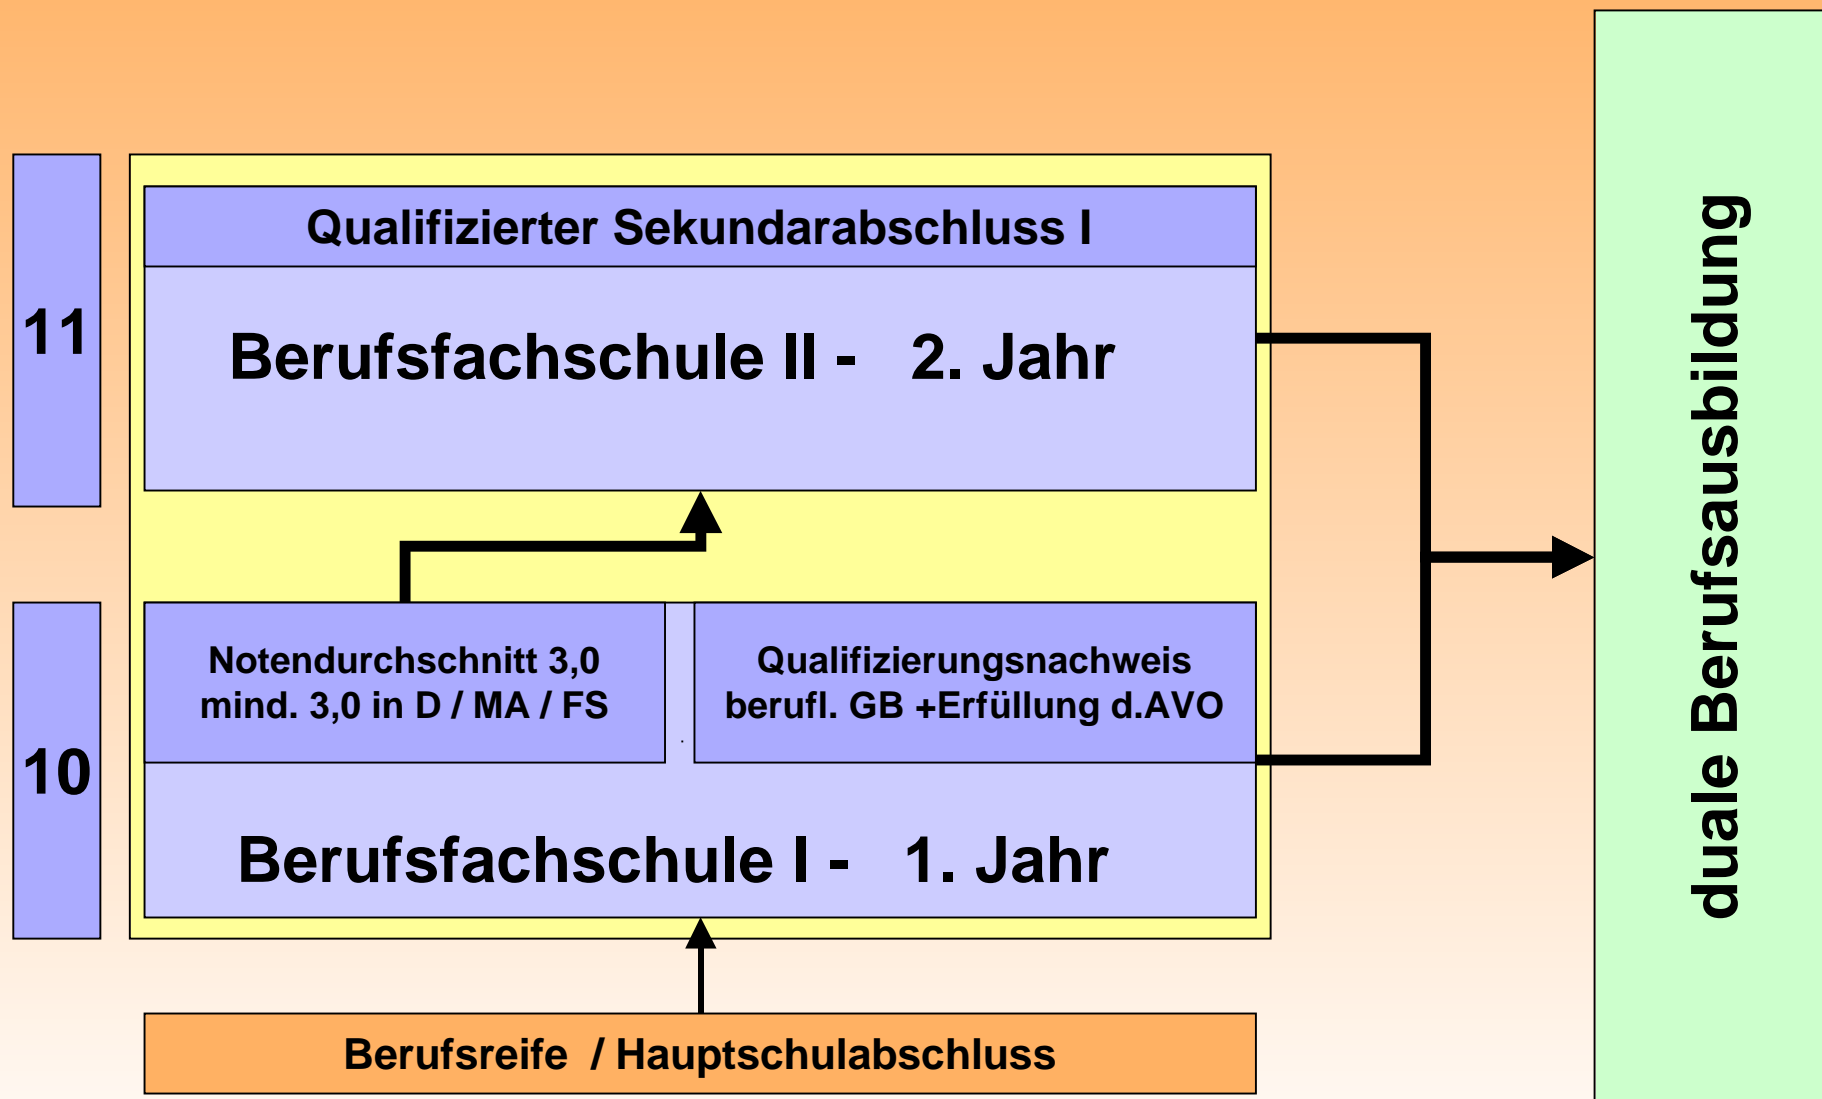 11
Qualifizierter Sekundarabschluss I
Berufsfachschule II - 2. Jahr
10
Notendurchschnitt 3,0
mind. 3,0 in D / MA / FS
Qualifizierungsnachweis
berufl. GB +Erfüllung d.AVO
Berufsfachschule I - 1. Jahr
Berufsreife / Hauptschulabschluss
duale Berufsausbildung